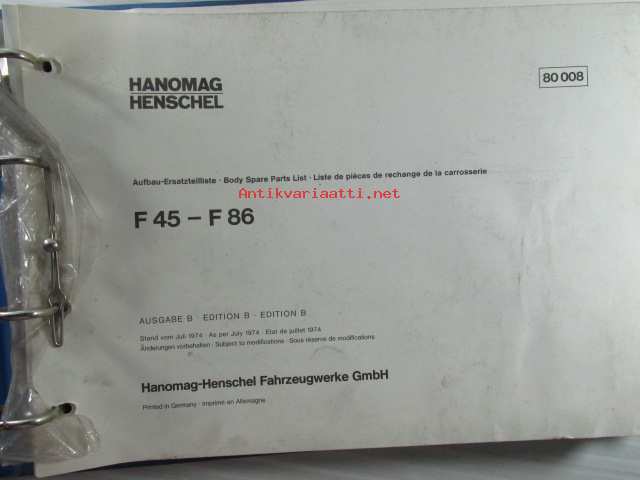 HANOMAG
HENSCHEL
80 008
Aufbau-Ersatzteilliste · Body Spare Parts List · Liste de pièces de rechange de la carrosserie
Antikvariaatti.net
F 45 – F 86
AUSGABE B · EDITION B · EDITION B
Stand vom Juli 1974 · As per July 1974 · Etat de juillet 1974
Änderungen vorbehalten · Subject to modifications · Sous réserve de modifications
Hanomag-Henschel Fahrzeugwerke GmbH
Printed in Germany · Imprimé en Allemagne